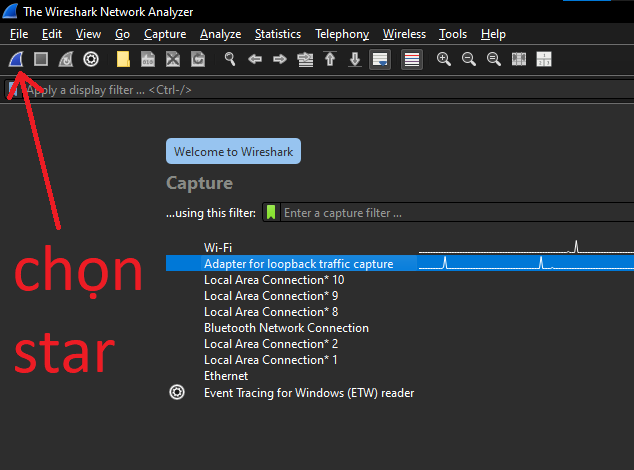 The Wireshark Network Analyzer
File Edit View Go Capture Analyze Statistics Telephony Wireless Tools Help
Apply a display filter ... <Ctrl-/>
Welcome to Wireshark
Capture
...using this filter: Enter a capture filter ...
Wi-Fi
Adapter for loopback traffic capture
Local Area Connection* 10
Local Area Connection* 9
Local Area Connection* 8
Bluetooth Network Connection
Local Area Connection* 2
Local Area Connection* 1
Ethernet
Event Tracing for Windows (ETW) reader
chọn
star